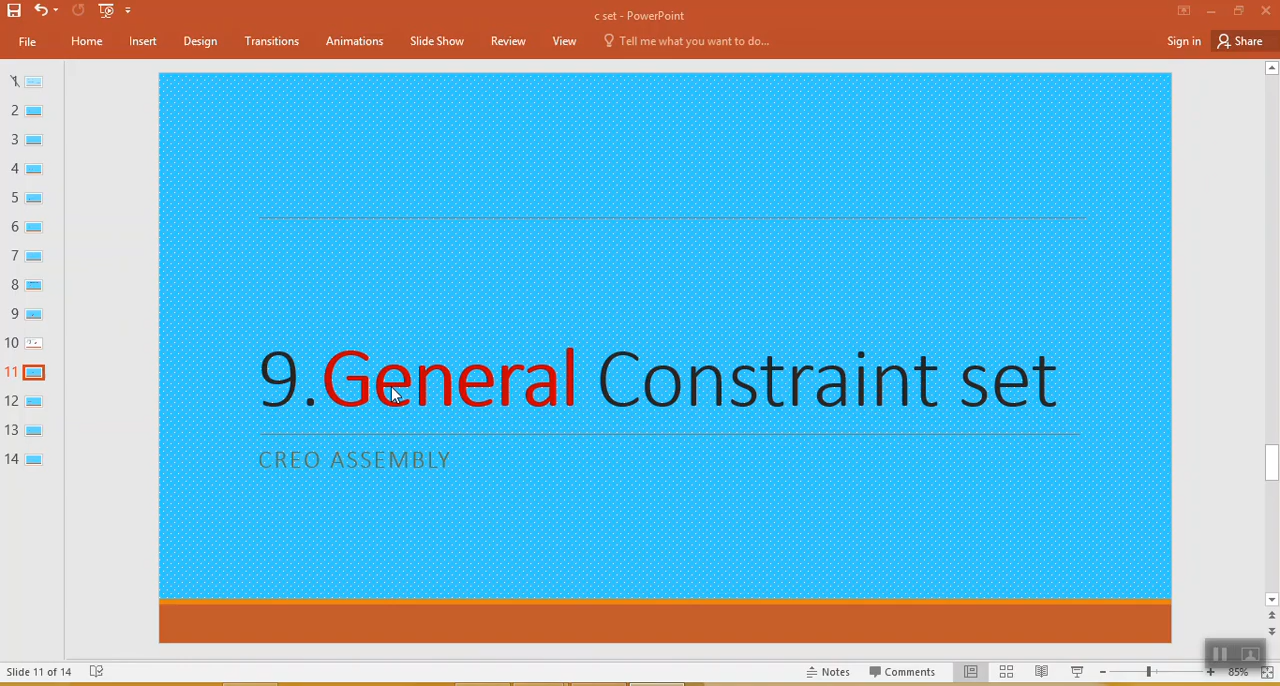 c set - PowerPoint
File Home Insert Design Transitions Animations Slide Show Review View Tell me what you want to do... Sign in Share
1
2
3
4
5
6
7
8
9
10
11
12
13
14
9.General Constraint set
CREO ASSEMBLY
Slide 11 of 14 Notes Comments 85%